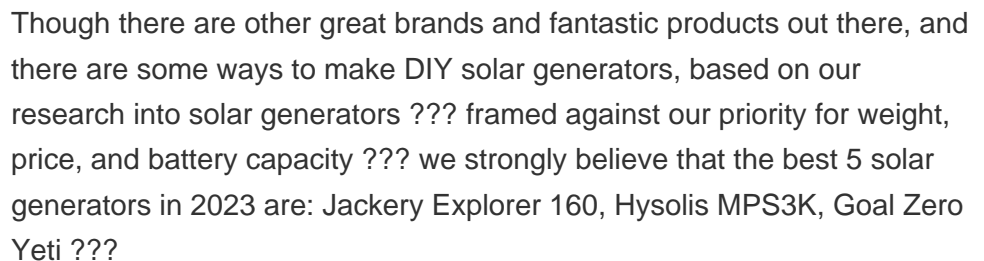 Though there are other great brands and fantastic products out there, and
there are some ways to make DIY solar generators, based on our
research into solar generators ??? framed against our priority for weight,
price, and battery capacity ??? we strongly believe that the best 5 solar
generators in 2023 are: Jackery Explorer 160, Hysolis MPS3K, Goal Zero
Yeti ???